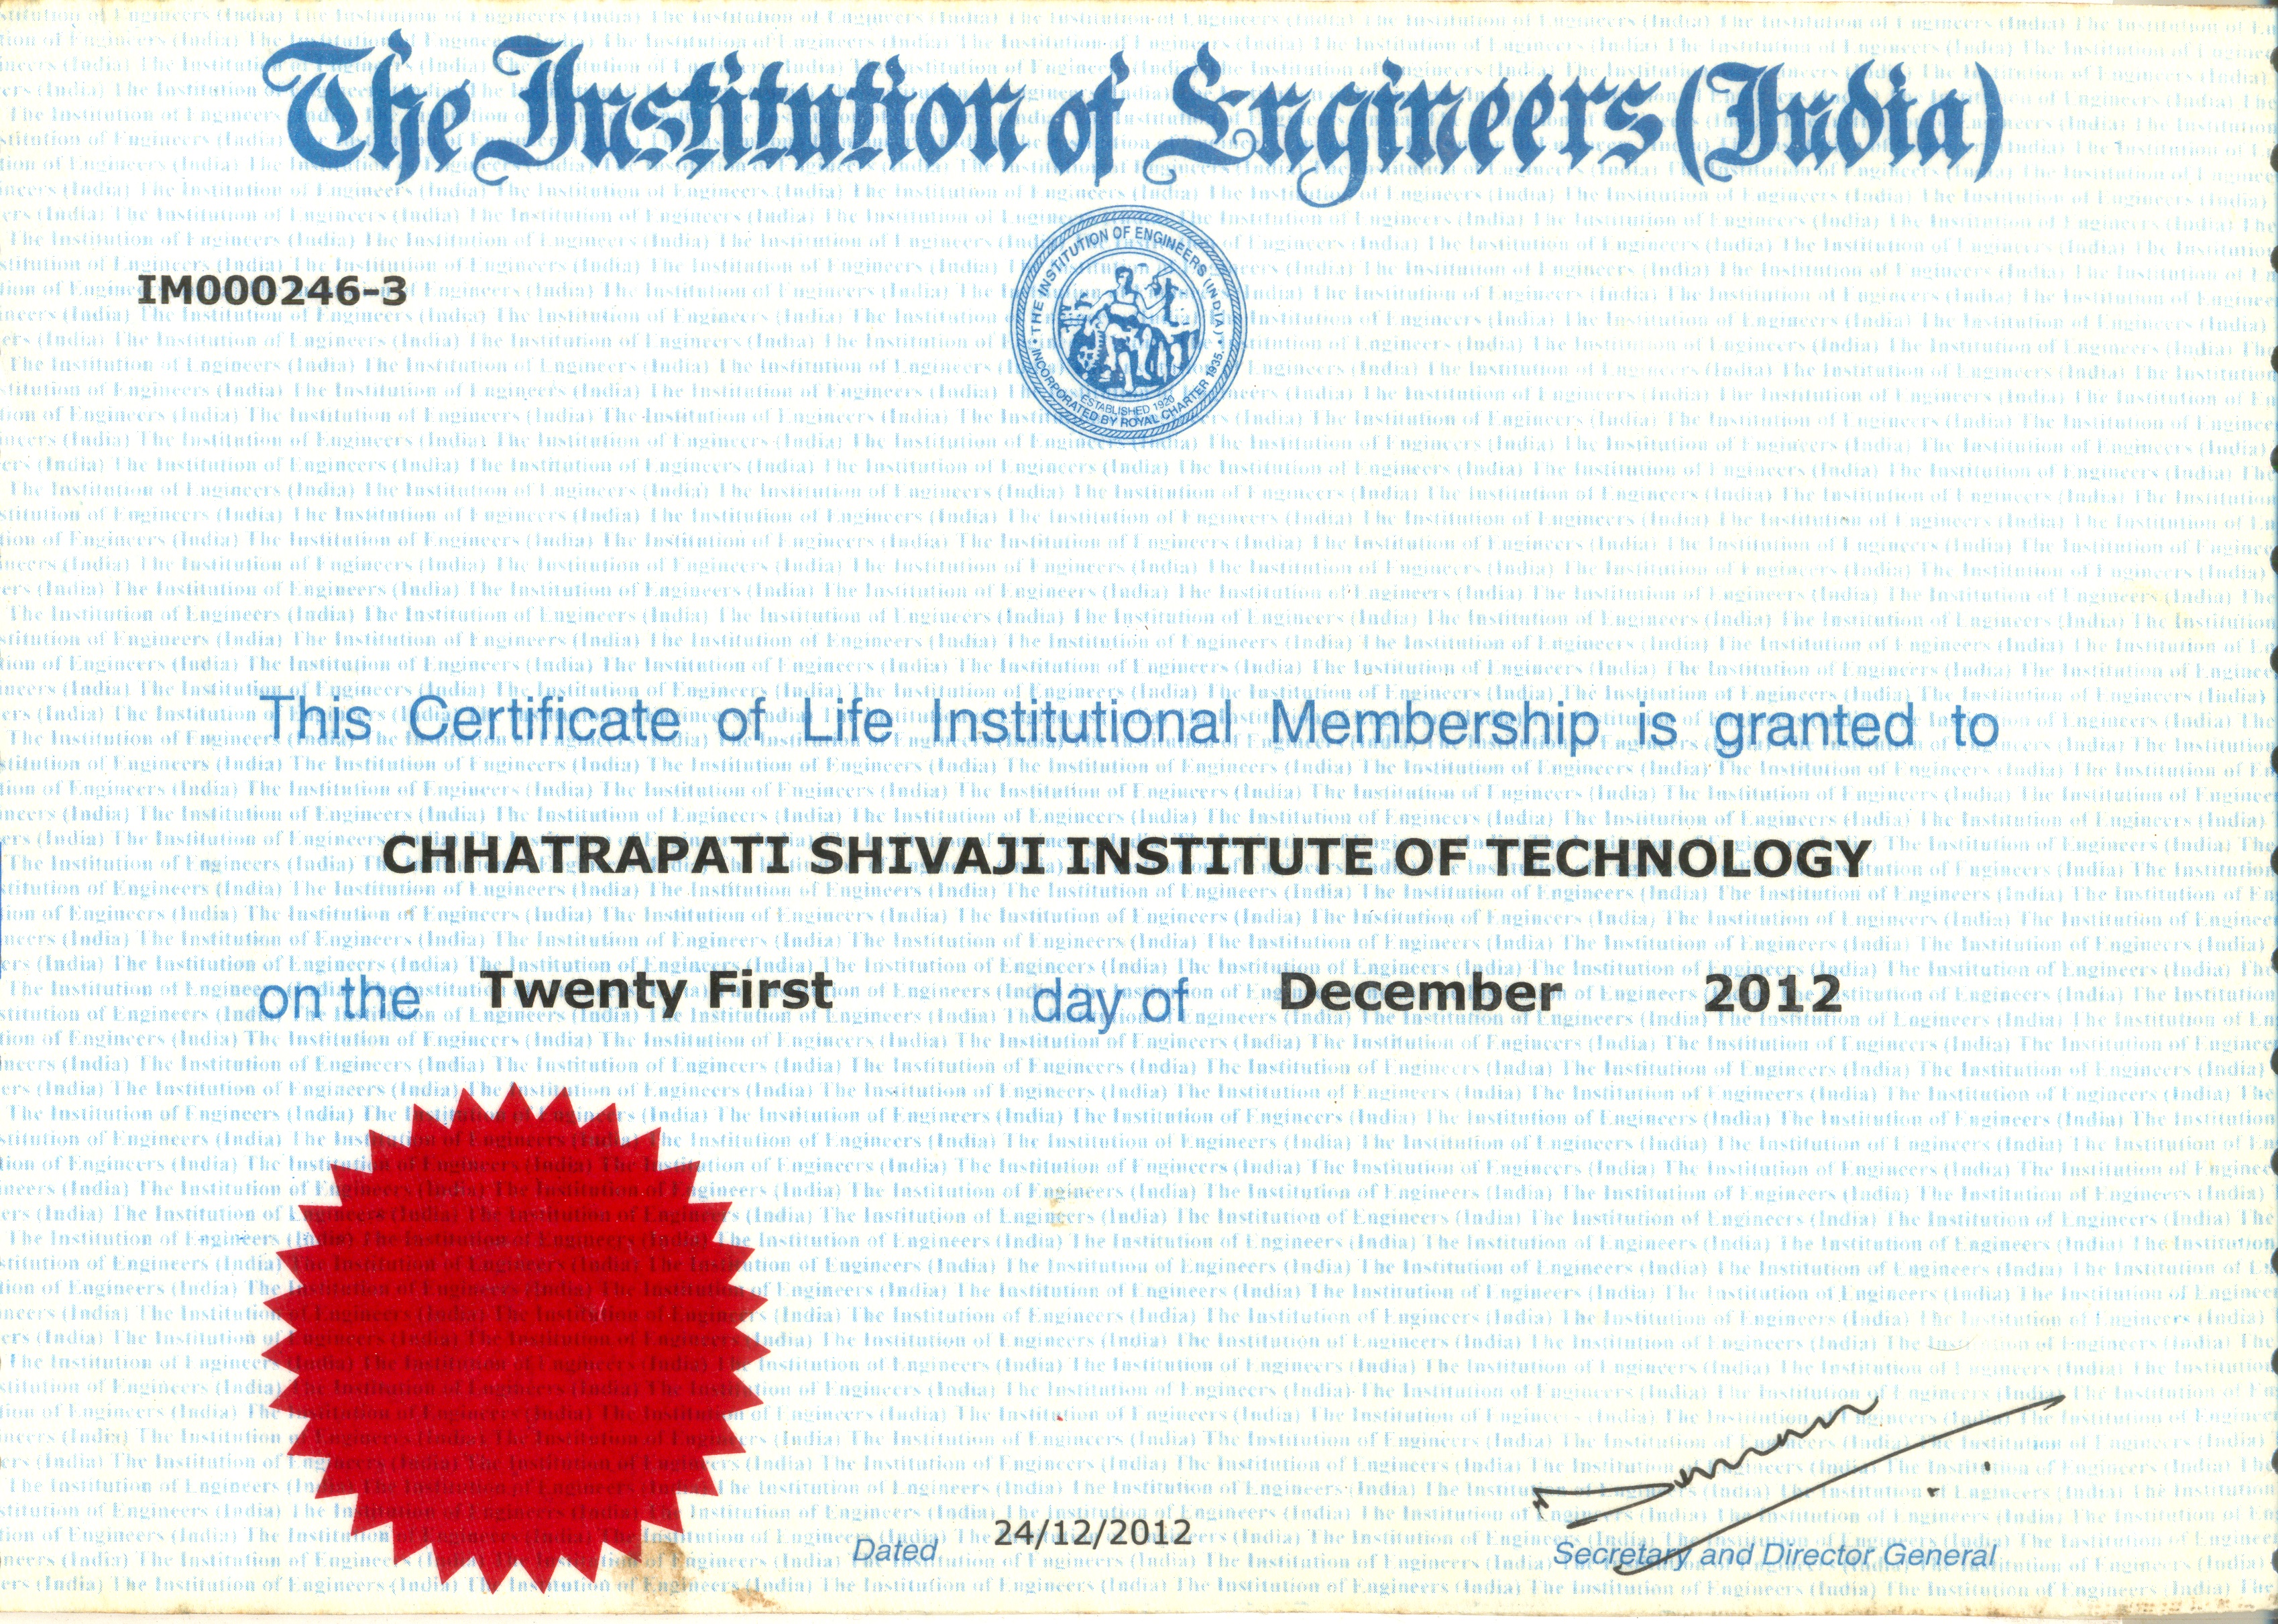 The Institution of Engineers (India)
IM000246-3
THE INSTITUTION OF ENGINEERS (INDIA)
ESTABLISHED 1920
INCORPORATED BY ROYAL CHARTER 1935
This Certificate of Life Institutional Membership is granted to
CHHATRAPATI SHIVAJI INSTITUTE OF TECHNOLOGY
on the Twenty First day of December 2012
Dated 24/12/2012
Secretary and Director General